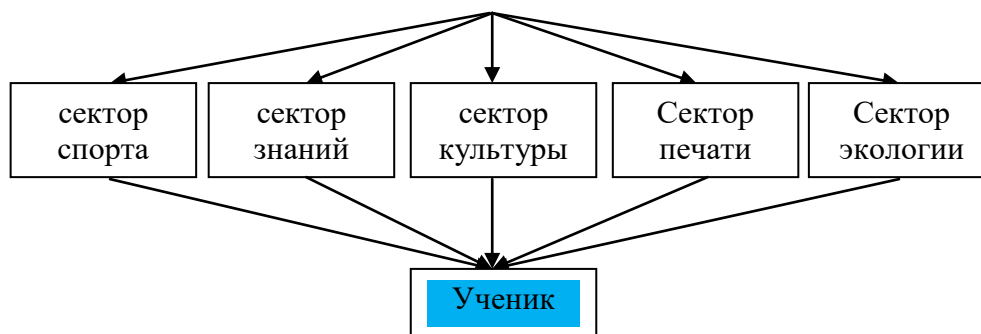 сектор
спорта
сектор
знаний
сектор
культуры
Сектор
печати
Сектор
экологии
Ученик